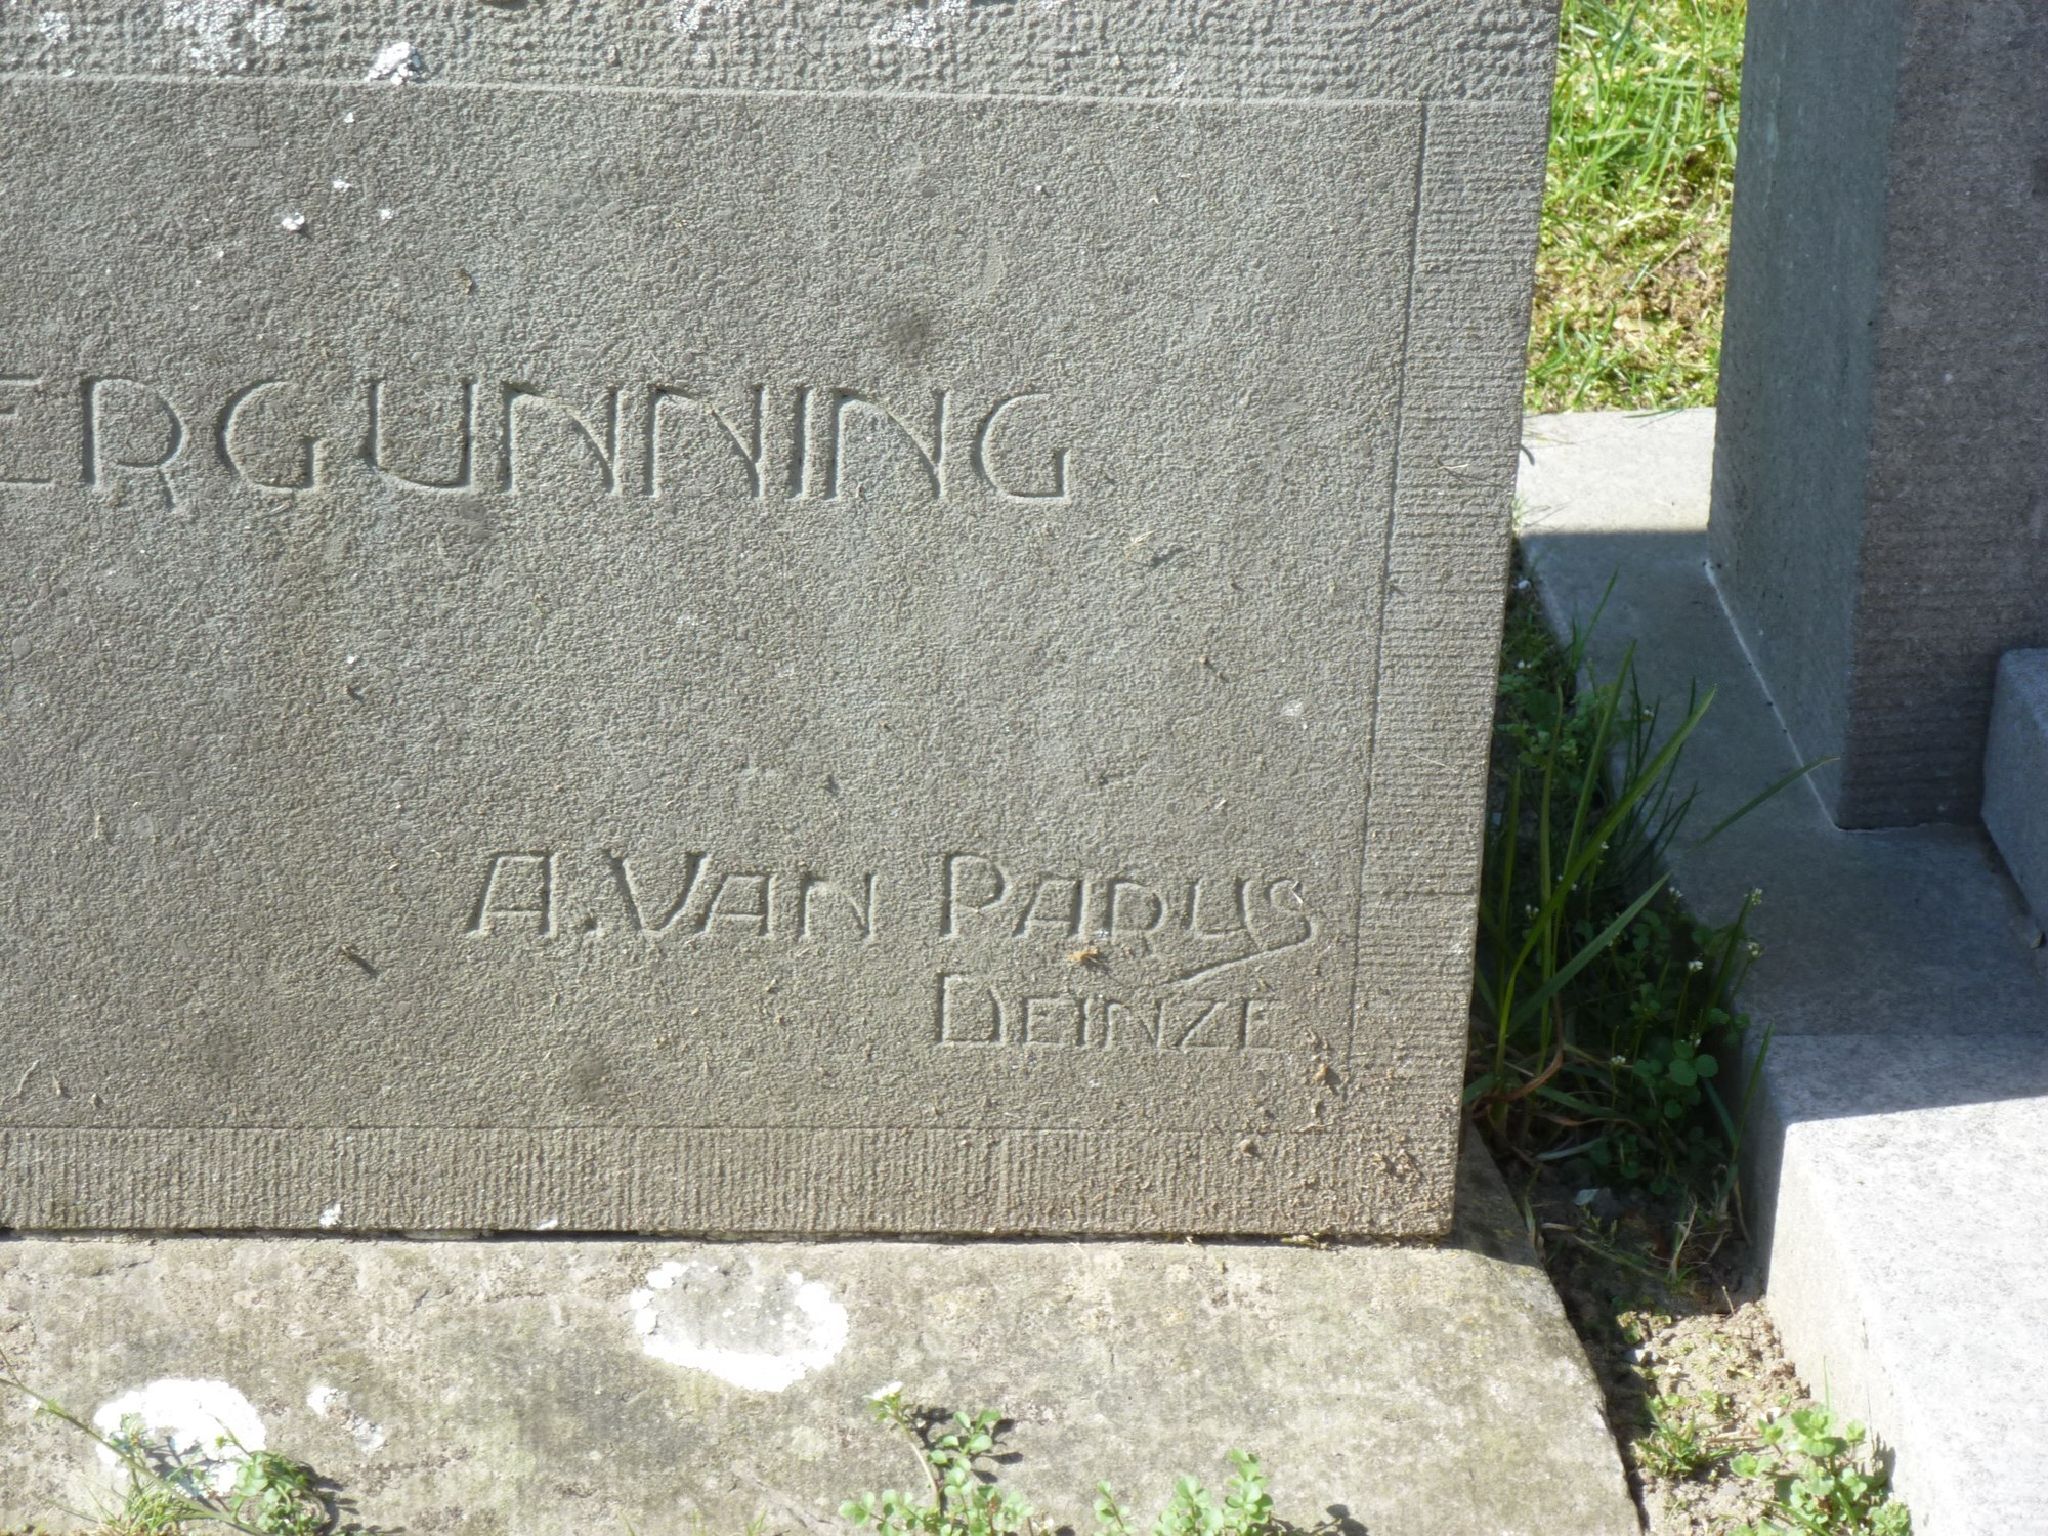 ERGUNNING
A. VAN PADUS
DEINZE